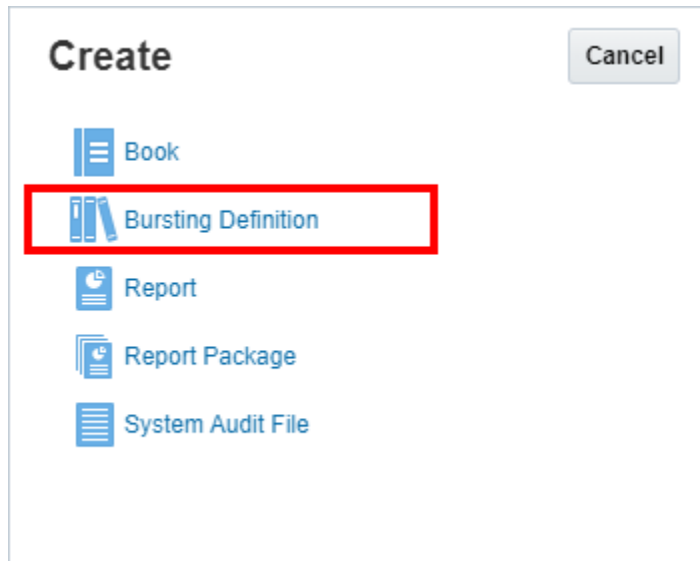 Create
Cancel
Book
Bursting Definition
Report
Report Package
System Audit File